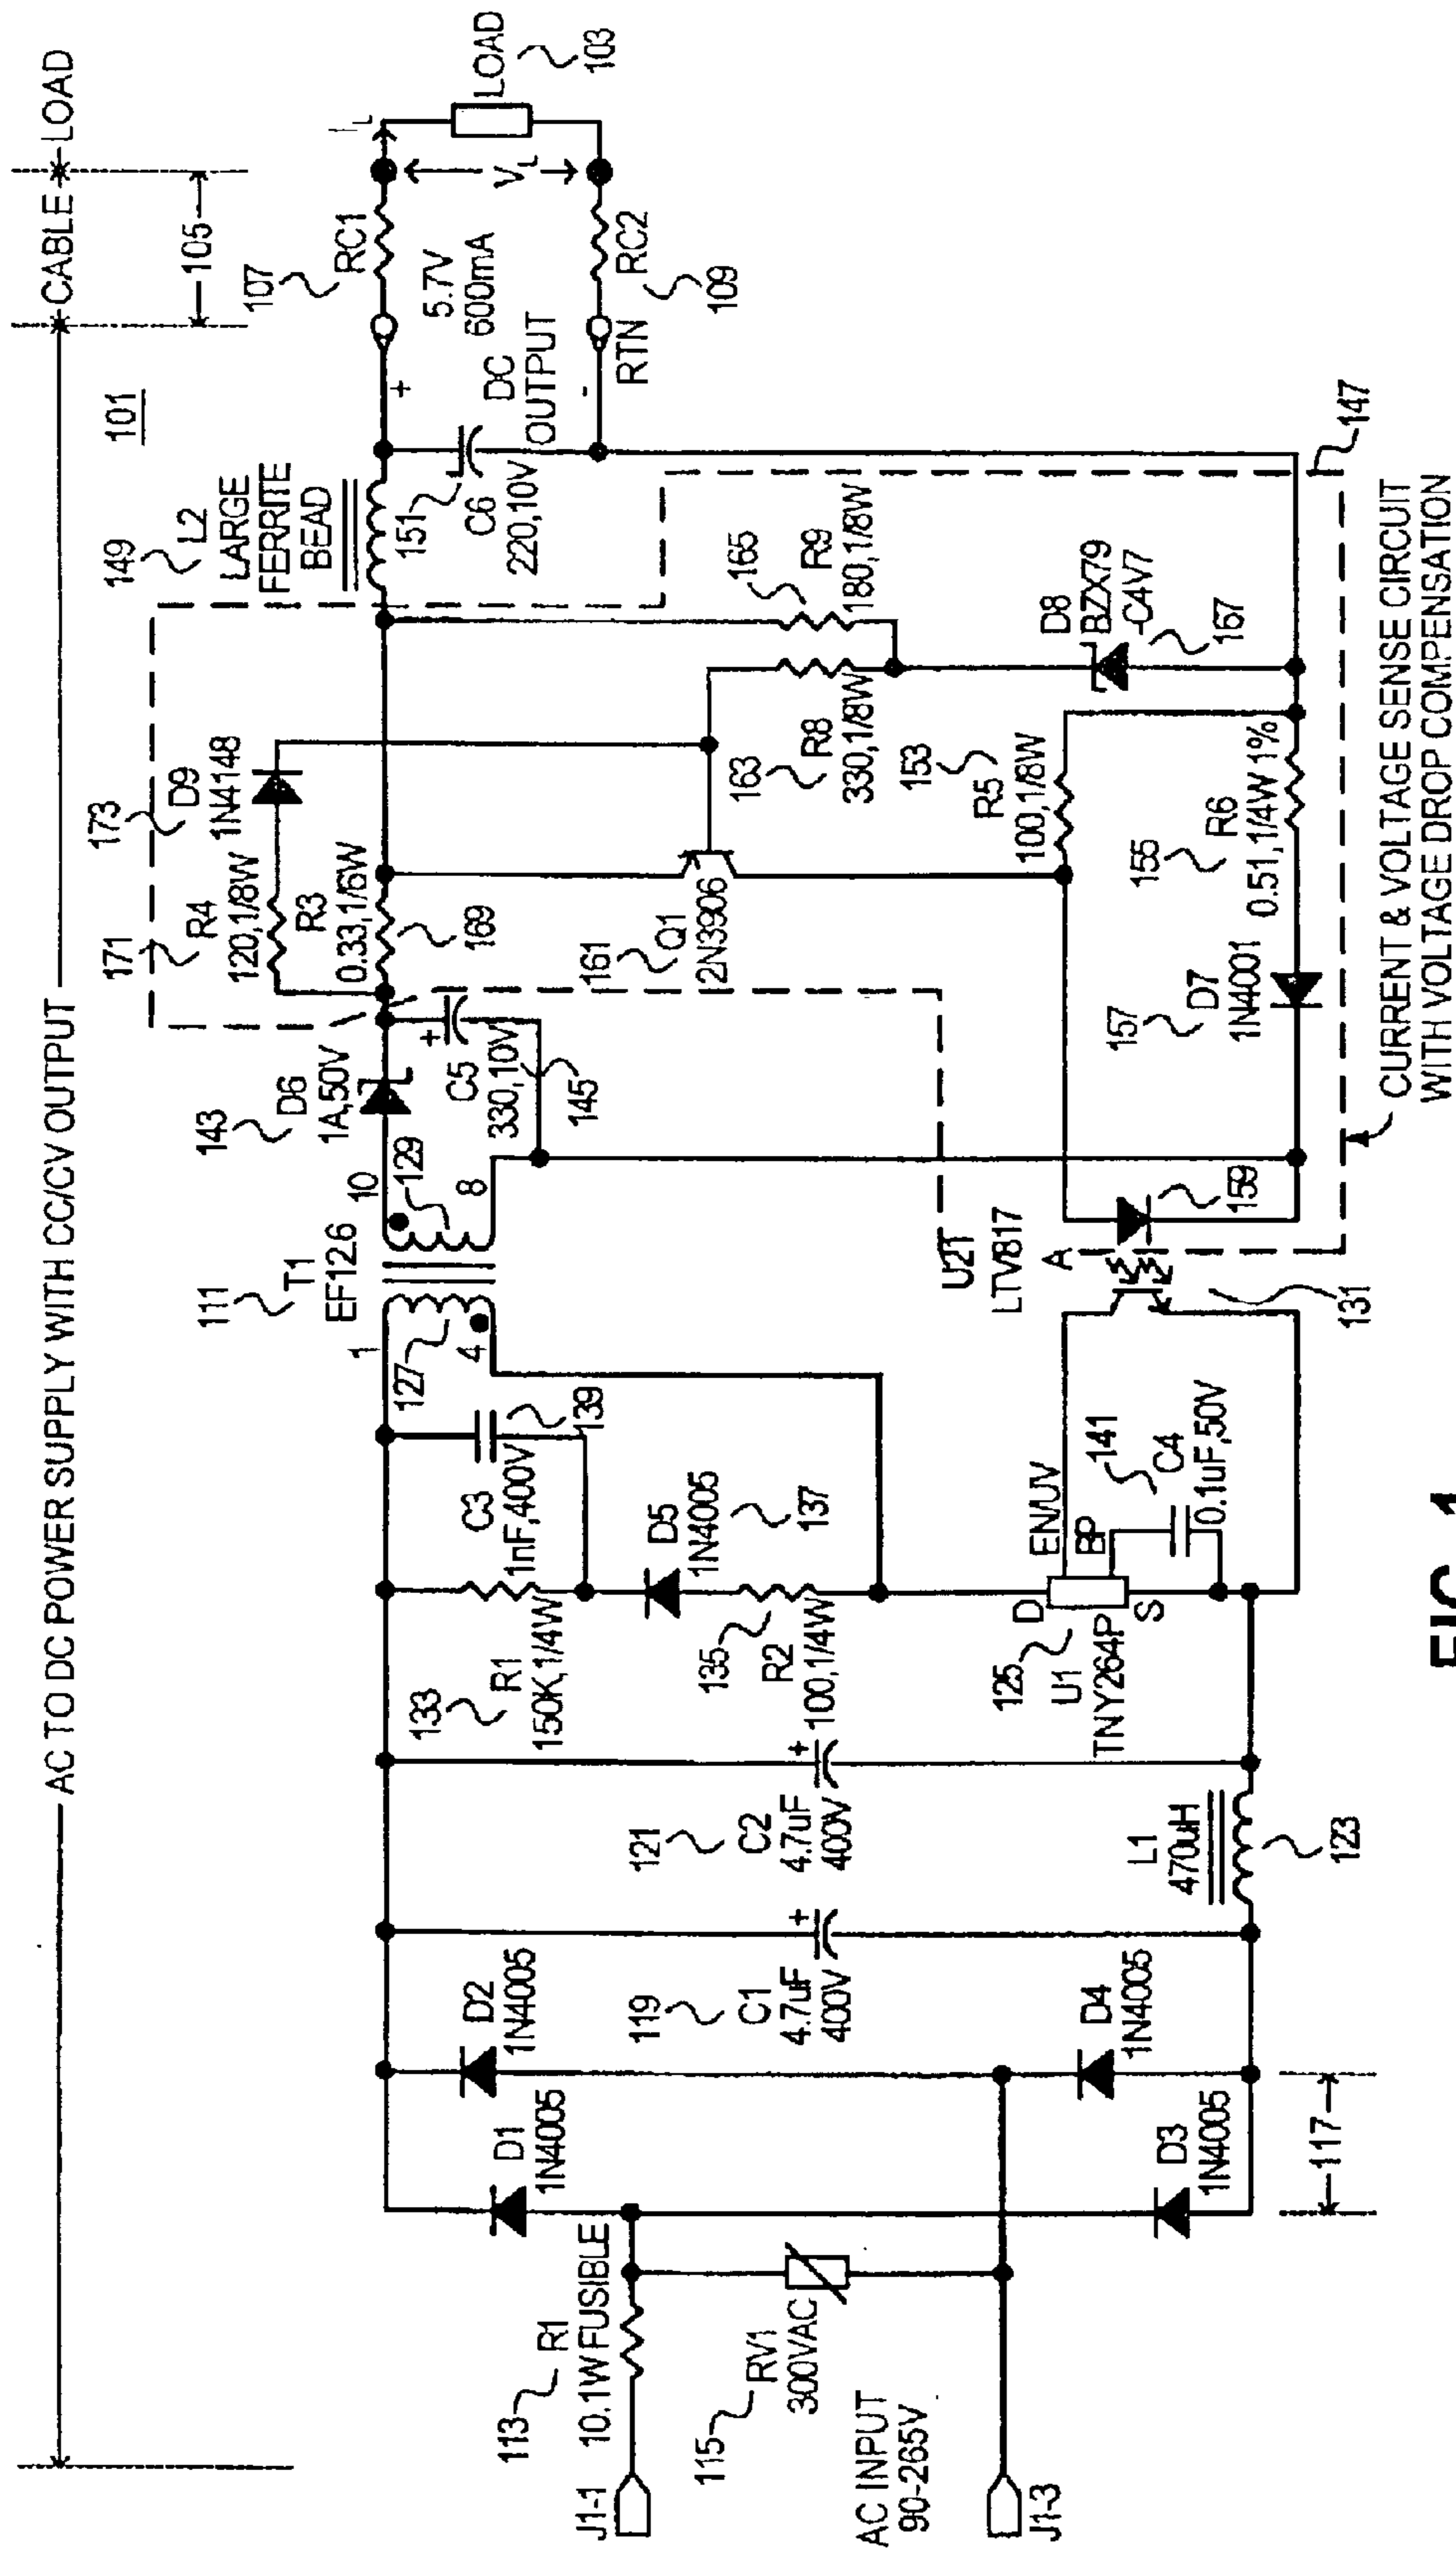 AC TO DC POWER SUPPLY WITH CC/CV OUTPUT
CABLE
LOAD
101
105
107
RC1
I L
LOAD
103
V L
5.7V
600mA
DC
OUTPUT
+
-
RTN
RC2
109
149
L2
LARGE
FERRITE
BEAD
151
C6
220,10V
173
D9
1N4148
171
R4
120,1/8W
R3
0.33,1/6W
169
161
Q1
2N3906
165
R9
180,1/8W
163
R8
330,1/8W
153
R5
100,1/8W
D8
BZX79
-C4V7
167
155
R6
0.51,1/4W 1%
157
D7
1N4001
147
CURRENT & VOLTAGE SENSE CIRCUIT
WITH VOLTAGE DROP COMPENSATION
143
D6
1A,50V
+
C5
330,10V
145
111
T1
EF12.6
10
129
8
1
127
4
U21
LTV817
A
159
131
139
C3
1nF,400V
133
R1
150K,1/4W
D5
1N4005
137
135
R2
100,1/4W
EN/UV
BP
D
S
125
U1
TNY264P
141
C4
0.1uF,50V
121
C2
4.7uF
400V
+
L1
470uH
123
119
C1
4.7uF
400V
+
D2
1N4005
D1
1N4005
D4
1N4005
D3
1N4005
117
113
R1
10.1W FUSIBLE
115
RV1
300VAC
AC INPUT
90-265V
J1-1
J1-3
FIG. 1